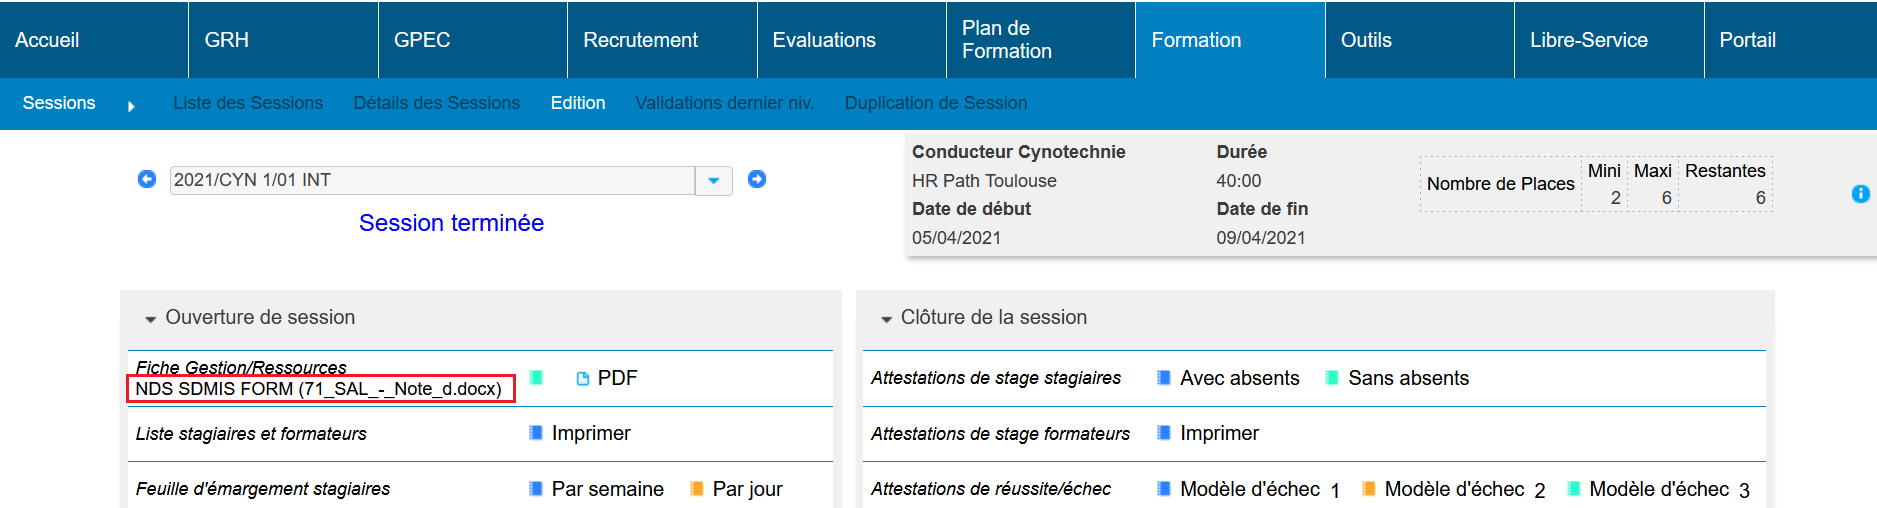 Accueil
GRH
GPEC
Recrutement
Evaluations
Plan de
Formation
Formation
Outils
Libre-Service
Portail
Sessions
Liste des Sessions
Détails des Sessions
Edition
Validations dernier niv.
Duplication de Session
2021/CYN 1/01 INT
Session terminée
Conducteur Cynotechnie
HR Path Toulouse
Date de début
05/04/2021
Durée
40:00
Date de fin
09/04/2021
Mini Maxi Restantes
Nombre de Places
2 6 6
Ouverture de session
Fiche Gestion/Ressources
NDS SDMIS FORM (71_SAL_-_Note_d.docx)
PDF
Liste stagiaires et formateurs Imprimer
Feuille d'émargement stagiaires Par semaine Par jour
Clôture de la session
Attestations de stage stagiaires Avec absents Sans absents
Attestations de stage formateurs Imprimer
Attestations de réussite/échec Modèle d'échec 1 Modèle d'échec 2 Modèle d'échec 3